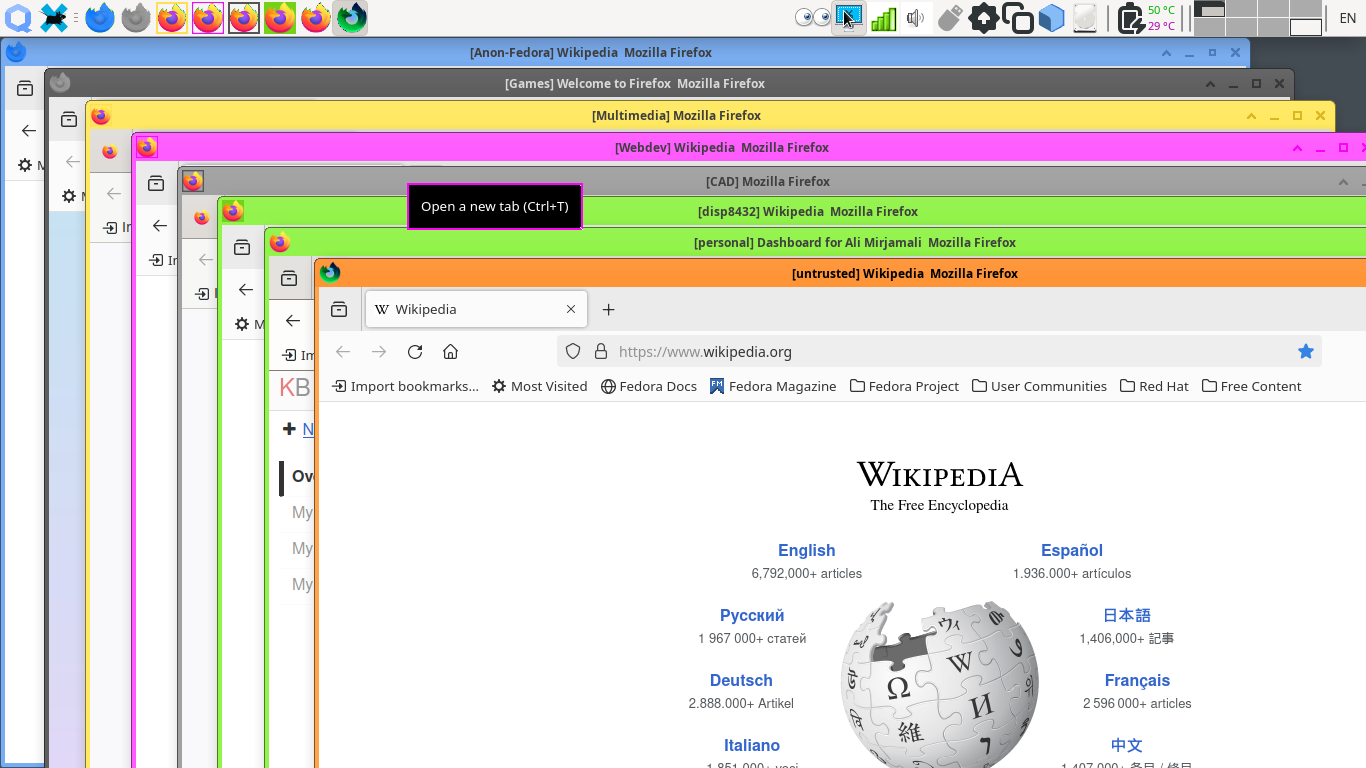 50 °C
29 °C
EN
[Anon-Fedora] Wikipedia  Mozilla Firefox
[Games] Welcome to Firefox  Mozilla Firefox
[Multimedia] Mozilla Firefox
[Webdev] Wikipedia  Mozilla Firefox
[CAD] Mozilla Firefox
Open a new tab (Ctrl+T)
[disp8432] Wikipedia  Mozilla Firefox
[personal] Dashboard for Ali Mirjamali  Mozilla Firefox
[untrusted] Wikipedia  Mozilla Firefox
Wikipedia
https://www.wikipedia.org
Import bookmarks... Most Visited Fedora Docs Fedora Magazine Fedora Project User Communities Red Hat Free Content
KB
My
My
My
WIKIPEDIA
The Free Encyclopedia
English
6,792,000+ articles
Español
1.936.000+ artículos
Русский
1 967 000+ статей
日本語
1,406,000+ 記事
Deutsch
2.888.000+ Artikel
Français
2 596 000+ articles
Italiano
中文